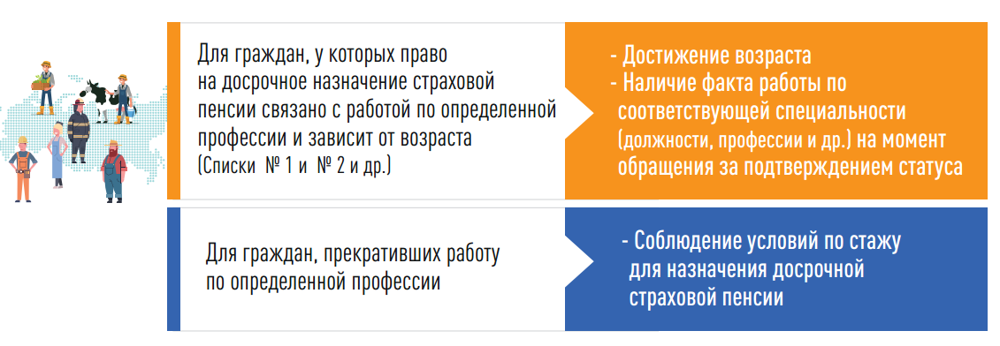 Для граждан, у которых право
на досрочное назначение страховой
пенсии связано с работой по определенной
профессии и зависит от возраста
(Списки № 1 и № 2 и др.)
- Достижение возраста
- Наличие факта работы по
соответствующей специальности
(должности, профессии и др.) на момент
обращения за подтверждением статуса
Для граждан, прекративших работу
по определенной профессии
- Соблюдение условий по стажу
для назначения досрочной
страховой пенсии